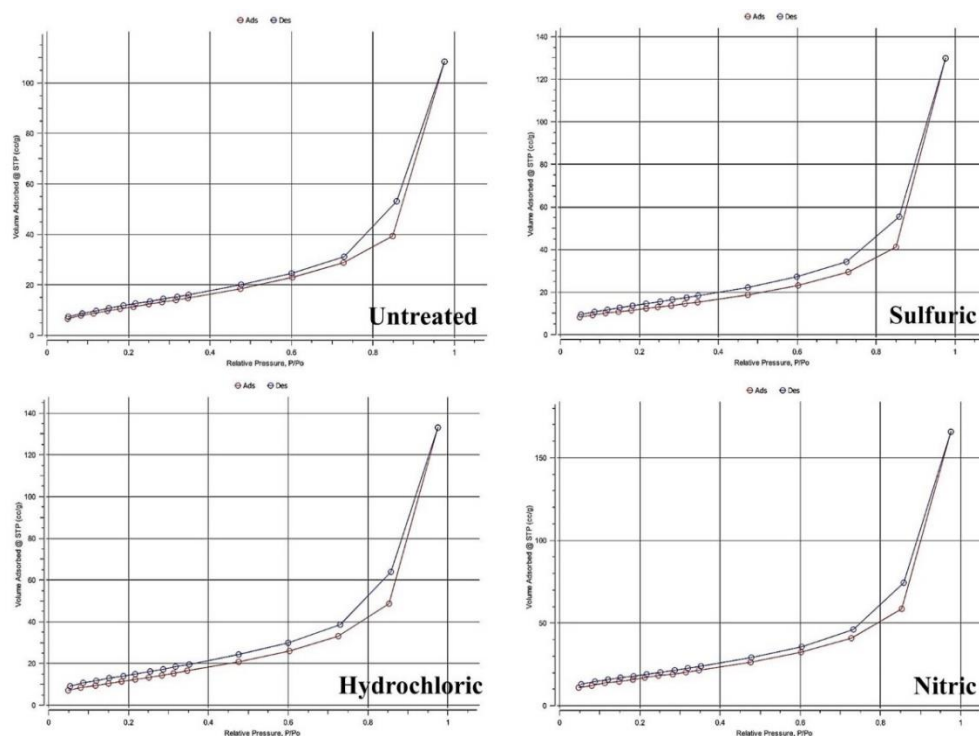 Ads Des
Volume Adsorbed @ STP (cc/g)
100
80
60
40
20
0
0 0.2 0.4 0.6 0.8 1
Relative Pressure, P/Po
Untreated
Ads Des
Volume Adsorbed @ STP (cc/g)
140
120
100
80
60
40
20
0
0 0.2 0.4 0.6 0.8 1
Relative Pressure, P/Po
Sulfuric
Ads Des
Volume Adsorbed @ STP (cc/g)
140
120
100
80
60
40
20
0
0 0.2 0.4 0.6 0.8 1
Relative Pressure, P/Po
Hydrochloric
Ads Des
Volume Adsorbed @ STP (cc/g)
150
100
50
0
0 0.2 0.4 0.6 0.8 1
Relative Pressure, P/Po
Nitric